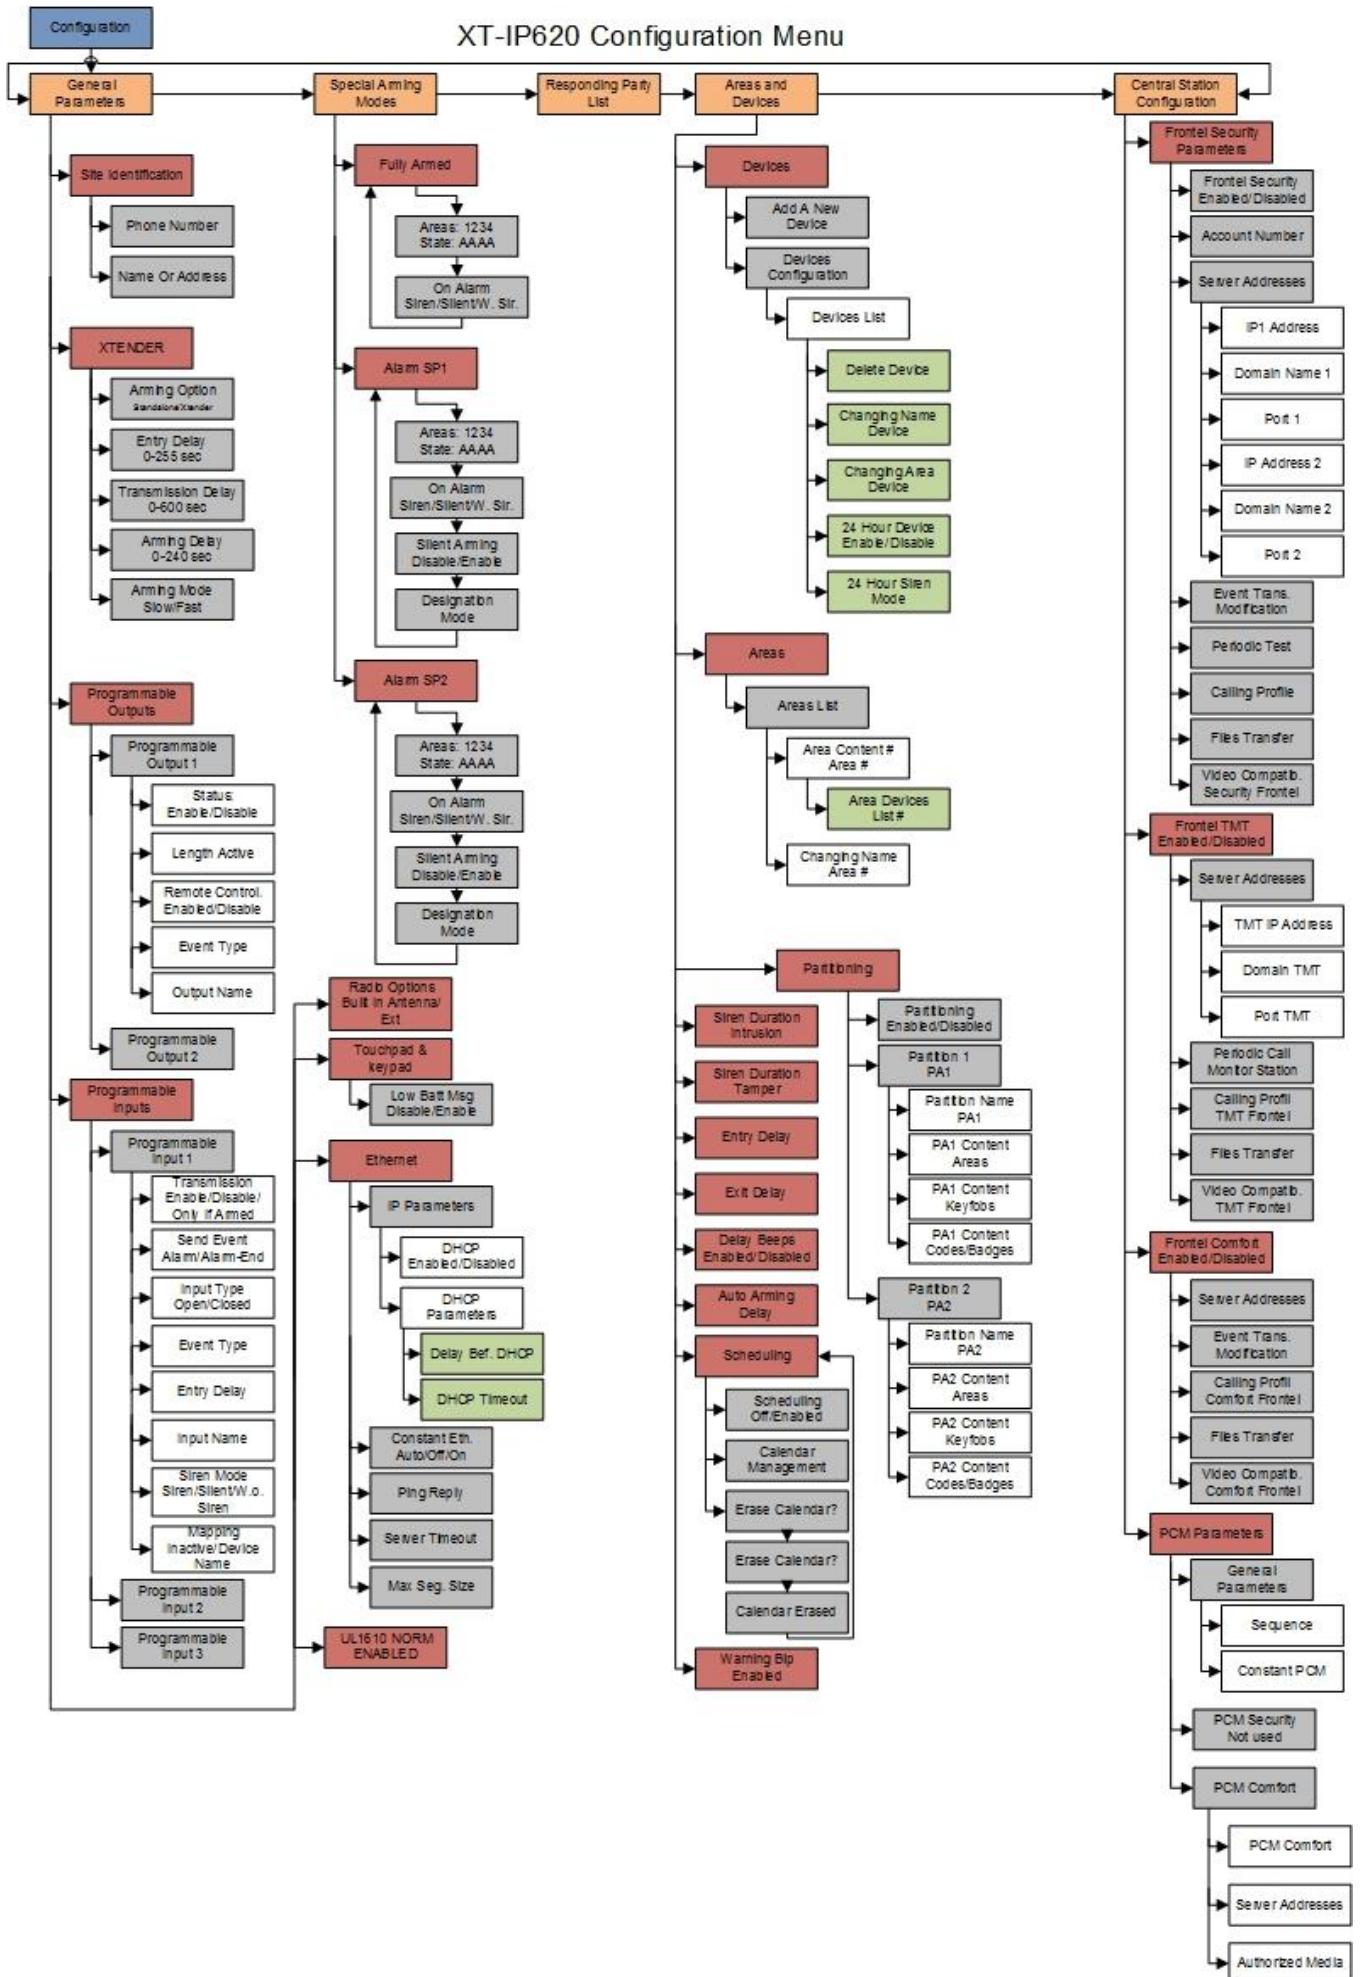 XT-IP620 Configuration Menu
Configuration
General
Parameters
Site Identification
Phone Number
Name Or Address
XTENDER
Arming Option
Standalone/Xtender
Entry Delay
0-255 sec
Transmission Delay
0-600 sec
Arming Delay
0-240 sec
Arming Mode
Slow/Fast
Programmable
Outputs
Programmable
Output 1
Status:
Enable/Disable
Length Active
Remote Control.
Enabled/Disable
Event Type
Output Name
Programmable
Output 2
Programmable
Inputs
Programmable
Input 1
Transmission
Enable/Disable/
Only If Armed
Send Event
Alarm/Alarm-End
Input Type
Open/Closed
Event Type
Entry Delay
Input Name
Siren Mode
Siren/Silent/W.o.
Siren
Mapping
Inactive/Device
Name
Programmable
Input 2
Programmable
Input 3
Radio Options
Built In Antenna/
Ext
Touchpad &
keypad
Low Batt Msg
Disable/Enable
Ethernet
IP Parameters
DHCP
Enabled/Disabled
DHCP
Parameters
Delay Bef. DHCP
DHCP Timeout
Constant Eth.
Auto/Off/On
Ping Reply
Server Timeout
Max Seg. Size
UL1610 NORM
ENABLED
Special Arming
Modes
Fully Armed
Areas: 1234
State: AAAA
On Alarm
Siren/Silent/W. Sir.
Alarm SP1
Areas: 1234
State: AAAA
On Alarm
Siren/Silent/W. Sir.
Silent Arming
Disable/Enable
Designation
Mode
Alarm SP2
Areas: 1234
State: AAAA
On Alarm
Siren/Silent/W. Sir.
Silent Arming
Disable/Enable
Designation
Mode
Responding Party
List
Areas and
Devices
Devices
Add A New
Device
Devices
Configuration
Devices List
Delete Device
Changing Name
Device
Changing Area
Device
24 Hour Device
Enable/Disable
24 Hour Siren
Mode
Areas
Areas List
Area Content #
Area #
Area Devices
List #
Changing Name
Area #
Partitioning
Partitioning
Enabled/Disabled
Partition 1
PA1
Partition Name
PA1
PA1 Content
Areas
PA1 Content
Keyfobs
PA1 Content
Codes/Badges
Partition 2
PA2
Partition Name
PA2
PA2 Content
Areas
PA2 Content
Keyfobs
PA2 Content
Codes/Badges
Siren Duration
Intrusion
Siren Duration
Tamper
Entry Delay
Exit Delay
Delay Beeps
Enabled/Disabled
Auto Arming
Delay
Scheduling
Scheduling
Off/Enabled
Calendar
Management
Erase Calendar?
Erase Calendar?
Calendar Erased
Warning Bip
Enabled
Central Station
Configuration
Frontel Security
Parameters
Frontel Security
Enabled/Disabled
Account Number
Server Addresses
IP1 Address
Domain Name 1
Port 1
IP Address 2
Domain Name 2
Port 2
Event Trans.
Modification
Periodic Test
Calling Profile
Files Transfer
Video Compatib.
Security Frontel
Frontel TMT
Enabled/Disabled
Server Addresses
TMT IP Address
Domain TMT
Port TMT
Periodic Call
Monitor Station
Calling Profil
TMT Frontel
Files Transfer
Video Compatib.
TMT Frontel
Frontel Comfort
Enabled/Disabled
Server Addresses
Event Trans.
Modification
Calling Profil
Comfort Frontel
Files Transfer
Video Compatib.
Comfort Frontel
PCM Parameters
General
Parameters
Sequence
Constant PCM
PCM Security
Not used
PCM Comfort
PCM Comfort
Server Addresses
Authorized Media